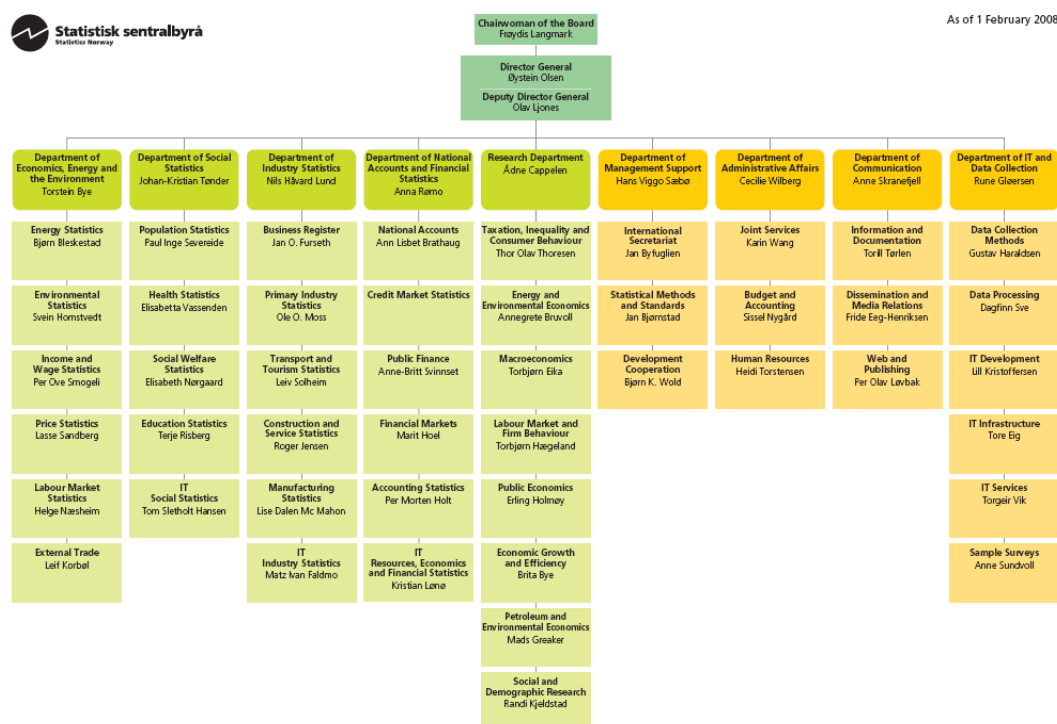 Statistisk sentralbyrå
Statistics Norway
As of 1 February 2008
Chairwoman of the Board
Frøydis Langmark
Director General
Øystein Olsen
Deputy Director General
Olav Ljones
Department of
Economics, Energy and
the Environment
Torstein Bye
Energy Statistics
Bjørn Bleskestad
Environmental
Statistics
Svein Homstvedt
Income and
Wage Statistics
Per Ove Smogeli
Price Statistics
Lasse Sandberg
Labour Market
Statistics
Helge Næsheim
External Trade
Leif Korbøl
Department of Social
Statistics
Johan-Kristian Tønder
Population Statistics
Paul Inge Severeide
Health Statistics
Elisabetta Vassenden
Social Welfare
Statistics
Elisabeth Nørgaard
Education Statistics
Terje Risberg
IT
Social Statistics
Tom Sletholt Hansen
Department of
Industry Statistics
Nils Håvard Lund
Business Register
Jan O. Furseth
Primary Industry
Statistics
Ole O. Moss
Transport and
Tourism Statistics
Leiv Solheim
Construction and
Service Statistics
Roger Jensen
Manufacturing
Statistics
Lise Dalen Mc Mahon
IT
Industry Statistics
Matz Ivan Faldmo
Department of National
Accounts and Financial
Statistics
Anna Rømo
National Accounts
Ann Lisbet Brathaug
Credit Market Statistics
Public Finance
Anne-Britt Svinnset
Financial Markets
Marit Hoel
Accounting Statistics
Per Morten Holt
IT
Resources, Economics
and Financial Statistics
Kristian Lønø
Research Department
Ådne Cappelen
Taxation, Inequality and
Consumer Behaviour
Thor Olav Thoresen
Energy and
Environmental Economics
Annegrete Bruvoll
Macroeconomics
Torbjørn Eika
Labour Market and
Firm Behaviour
Torbjørn Hægeland
Public Economics
Erling Holmøy
Economic Growth
and Efficiency
Brita Bye
Petroleum and
Environmental Economics
Mads Greaker
Social and
Demographic Research
Randi Kjeldstad
Department of
Management Support
Hans Viggo Sæbø
International
Secretariat
Jan Byfuglien
Statistical Methods
and Standards
Jan Bjørnstad
Development
Cooperation
Bjørn K. Wold
Department of
Administrative Affairs
Cecilie Wilberg
Joint Services
Karin Wang
Budget and
Accounting
Sissel Nygård
Human Resources
Heidi Torstensen
Department of
Communication
Anne Skranefjell
Information and
Documentation
Torill Tørlen
Dissemination and
Media Relations
Fride Eeg-Henriksen
Web and
Publishing
Per Olav Løvbak
Department of IT and
Data Collection
Rune Gløersen
Data Collection
Methods
Gustav Haraldsen
Data Processing
Dagfinn Sve
IT Development
Lill Kristoffersen
IT Infrastructure
Tore Eig
IT Services
Torgeir Vik
Sample Surveys
Anne Sundvoll